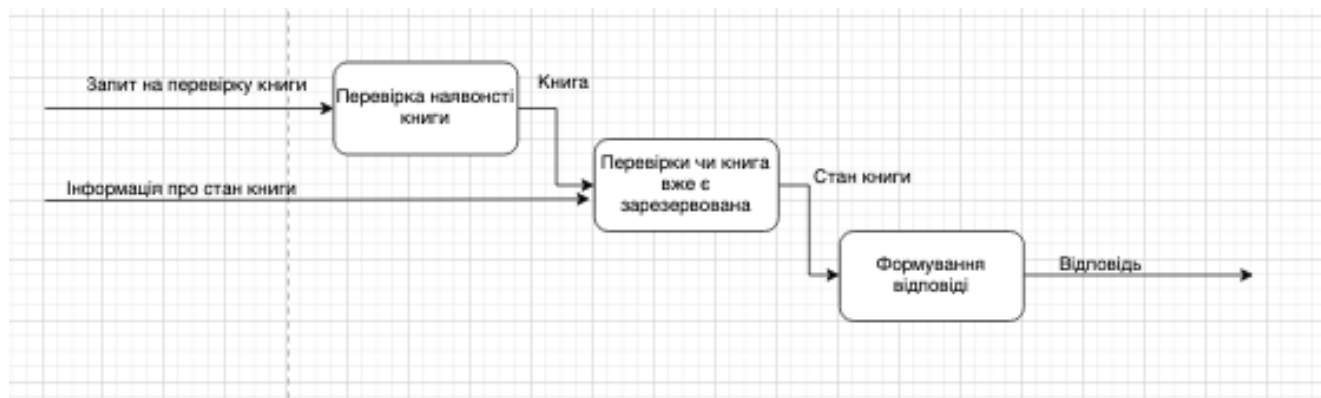 Запит на перевірку книги
Перевірка наявонсті
книги
Книга
Інформація про стан книги
Перевірки чи книга
вже є
зарезервована
Стан книги
Формування
відповіді
Відповідь